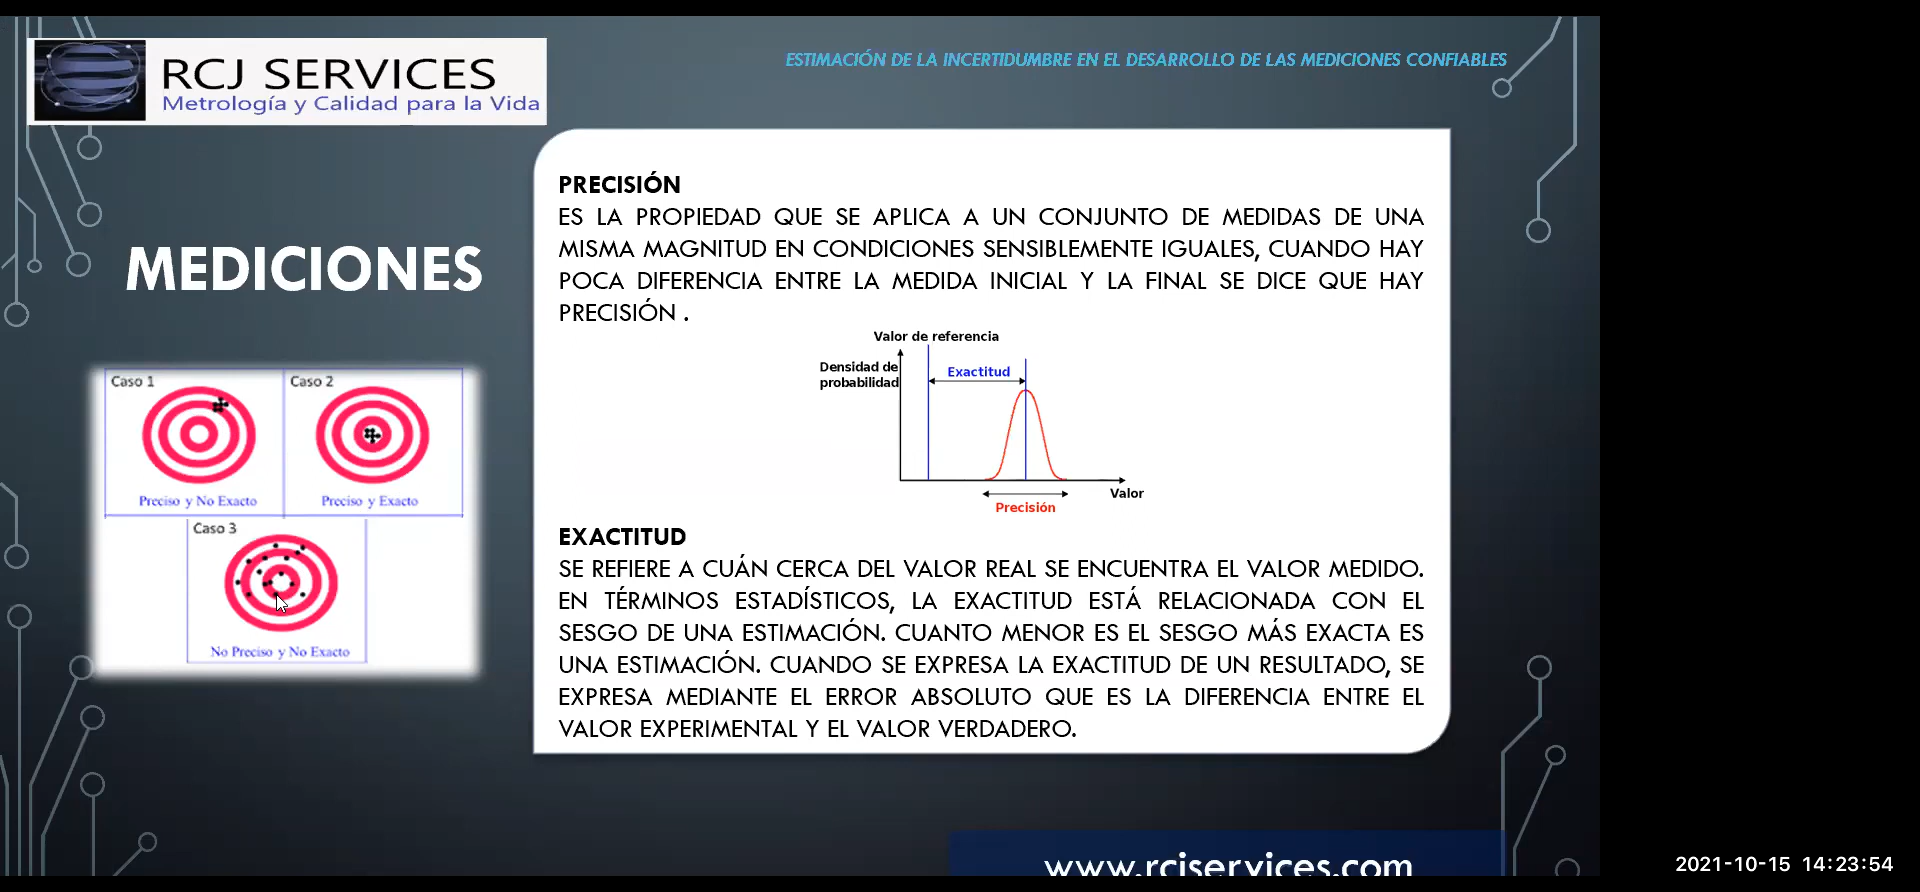 RCJ SERVICES
Metrología y Calidad para la Vida
ESTIMACIÓN DE LA INCERTIDUMBRE EN EL DESARROLLO DE LAS MEDICIONES CONFIABLES
MEDICIONES
Caso 1
Caso 2
Preciso y No Exacto
Preciso y Exacto
Caso 3
No Preciso y No Exacto
PRECISIÓN
ES LA PROPIEDAD QUE SE APLICA A UN CONJUNTO DE MEDIDAS DE UNA
MISMA MAGNITUD EN CONDICIONES SENSIBLEMENTE IGUALES, CUANDO HAY
POCA DIFERENCIA ENTRE LA MEDIDA INICIAL Y LA FINAL SE DICE QUE HAY
PRECISIÓN .
Valor de referencia
Densidad de
probabilidad
Exactitud
Valor
Precisión
EXACTITUD
SE REFIERE A CUÁN CERCA DEL VALOR REAL SE ENCUENTRA EL VALOR MEDIDO.
EN TÉRMINOS ESTADÍSTICOS, LA EXACTITUD ESTÁ RELACIONADA CON EL
SESGO DE UNA ESTIMACIÓN. CUANTO MENOR ES EL SESGO MÁS EXACTA ES
UNA ESTIMACIÓN. CUANDO SE EXPRESA LA EXACTITUD DE UN RESULTADO, SE
EXPRESA MEDIANTE EL ERROR ABSOLUTO QUE ES LA DIFERENCIA ENTRE EL
VALOR EXPERIMENTAL Y EL VALOR VERDADERO.
www.rcjservices.com
2021-10-15 14:23:54